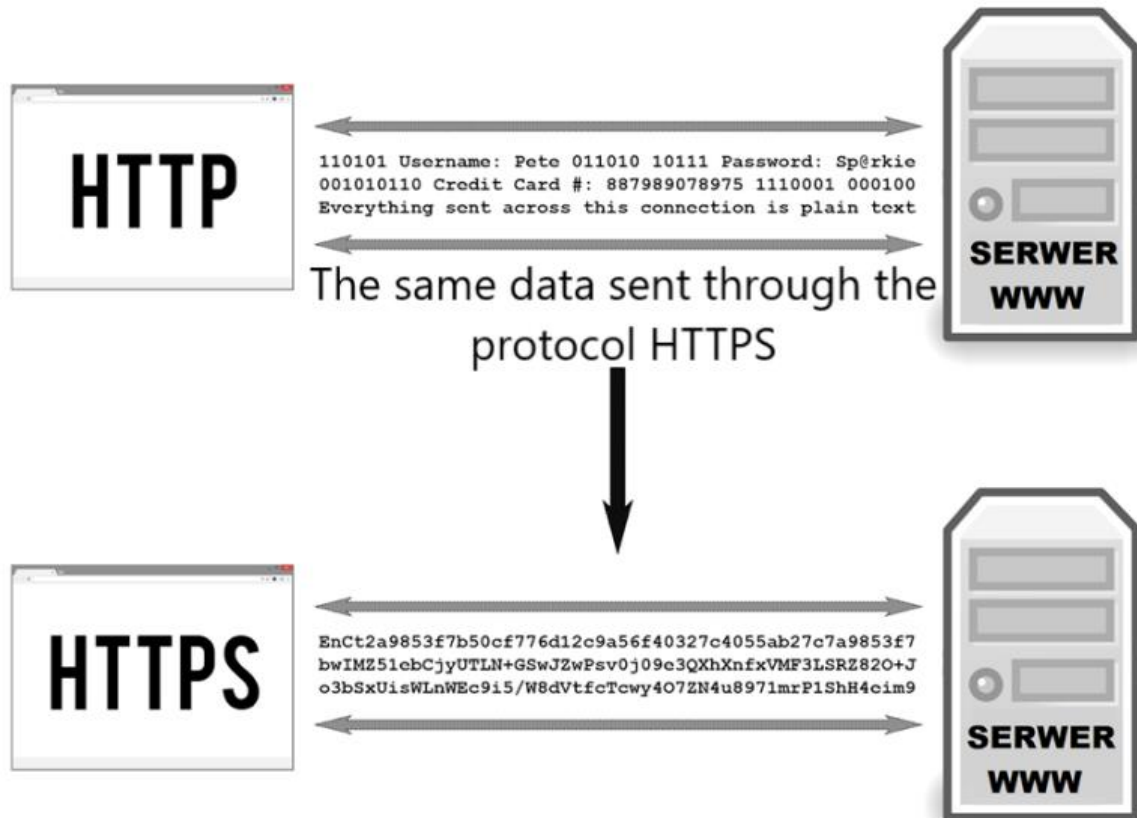 HTTP
110101 Username: Pete 011010 10111 Password: Sp@rkie
001010110 Credit Card #: 887989078975 1110001 000100
Everything sent across this connection is plain text
SERWER
WWW
The same data sent through the
protocol HTTPS
HTTPS
EnCt2a9853f7b50cf776d12c9a56f40327c4055ab27c7a9853f7
bwIMZ51cbCjyUTLN+GSwJZwPsv0j09e3QXhXnfxVMF3LSRZ82O+J
o3bSxUisWLnWEc9i5/W8dVtfcTcwy4O7ZN4u8971mrP1ShH4cim9
SERWER
WWW